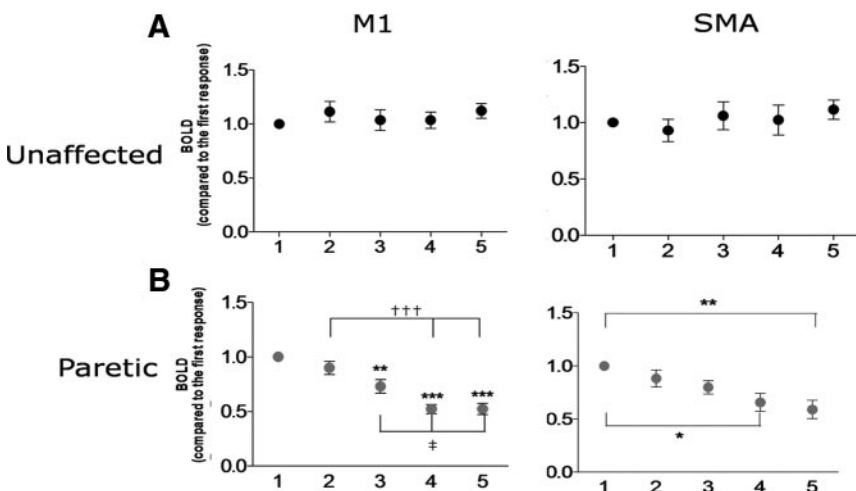 A
M1
SMA
Unaffected
BOLD
(compared to the first response)
1.5
1.0
0.5
0.0
1 2 3 4 5
1.5
1.0
0.5
0.0
1 2 3 4 5
B
Paretic
BOLD
(compared to the first response)
1.5
1.0
0.5
0.0
†††
**
***
***
‡
1 2 3 4 5
1.5
1.0
0.5
0.0
**
*
1 2 3 4 5